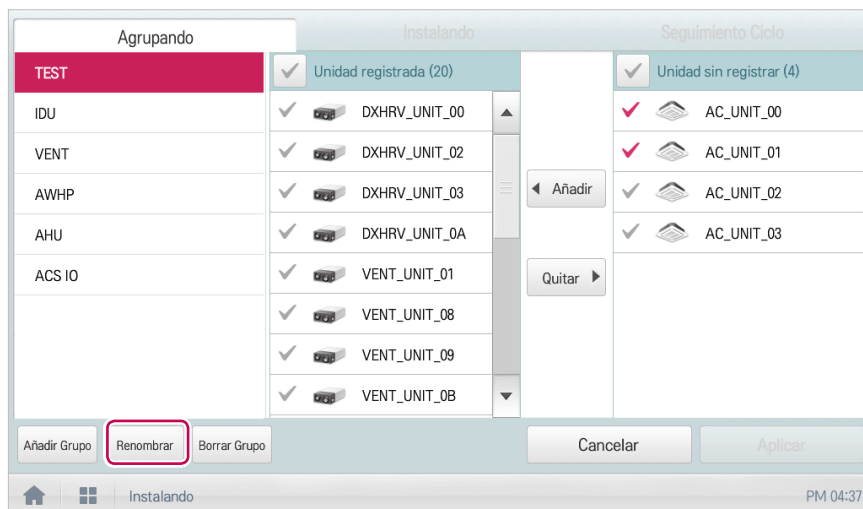 Agrupando
Instalando
Seguimiento Ciclo
TEST
IDU
VENT
AWHP
AHU
ACS IO
Unidad registrada (20)
DXHRV_UNIT_00
DXHRV_UNIT_02
DXHRV_UNIT_03
DXHRV_UNIT_0A
VENT_UNIT_01
VENT_UNIT_08
VENT_UNIT_09
VENT_UNIT_0B
Añadir
Quitar
Unidad sin registrar (4)
AC_UNIT_00
AC_UNIT_01
AC_UNIT_02
AC_UNIT_03
Añadir Grupo
Renombrar
Borrar Grupo
Cancelar
Aplicar
Instalando
PM 04:37